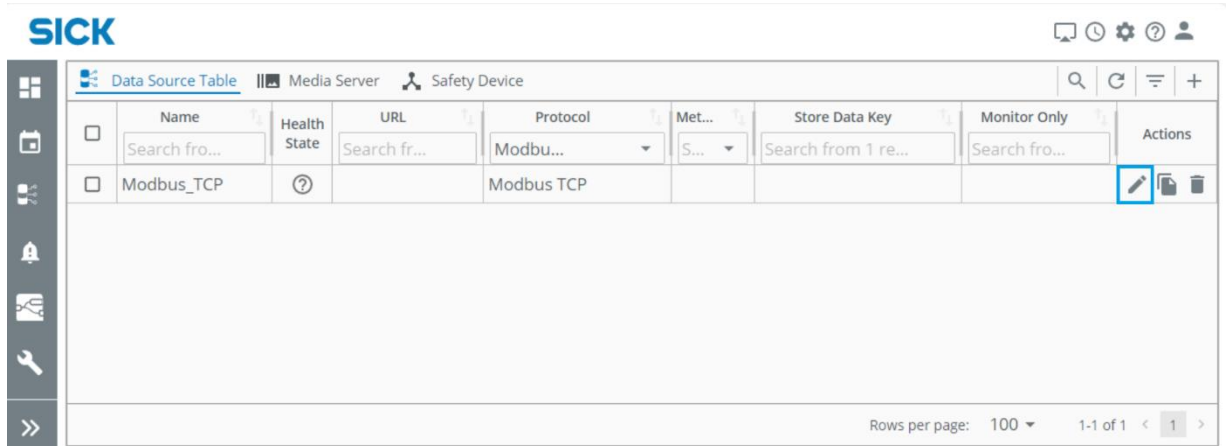 SICK
Data Source Table Media Server Safety Device
Name Health State URL Protocol Met... Store Data Key Monitor Only Actions
Search fro... Search fr... Modbu... S... Search from 1 re... Search fro...
Modbus_TCP Modbus TCP
Rows per page: 100 1-1 of 1 < 1 >